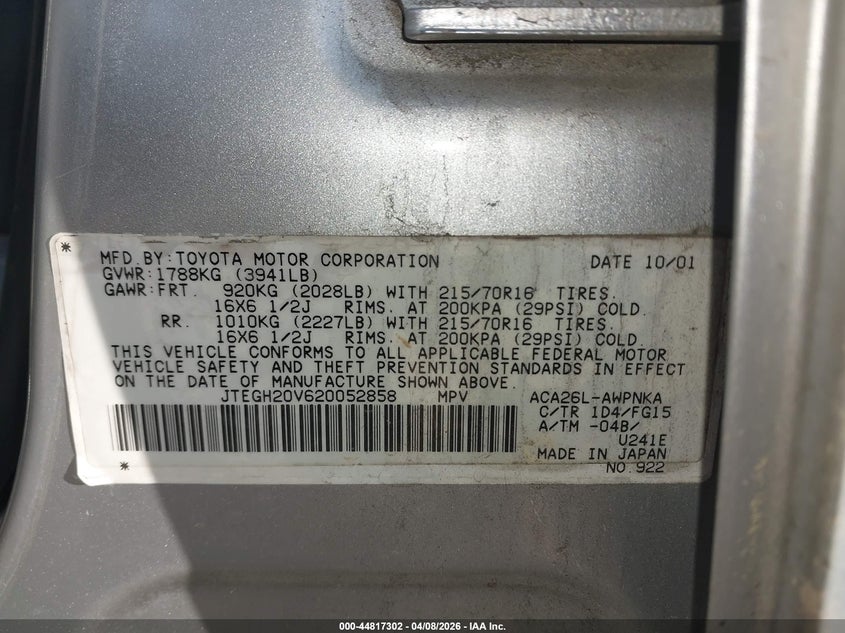 * MFD.BY:TOYOTA MOTOR CORPORATION DATE 10/01
GVWR:1788KG (3941LB)
GAWR:FRT. 920KG (2028LB) WITH 215/70R16 TIRES.
16X6 1/2J RIMS. AT 200KPA (29PSI) COLD.
RR. 1010KG (2227LB) WITH 215/70R16 TIRES.
16X6 1/2J RIMS. AT 200KPA (29PSI) COLD.
THIS VEHICLE CONFORMS TO ALL APPLICABLE FEDERAL MOTOR
VEHICLE SAFETY AND THEFT PREVENTION STANDARDS IN EFFECT
ON THE DATE OF MANUFACTURE SHOWN ABOVE.
JTEGH20V620052858 MPV ACA26L-AWPNKA
C/TR 1D4/FG15
A/TM -04B/
U241E
MADE IN JAPAN
* NO.922
000-44817302 - 04/08/2026 - IAA Inc.